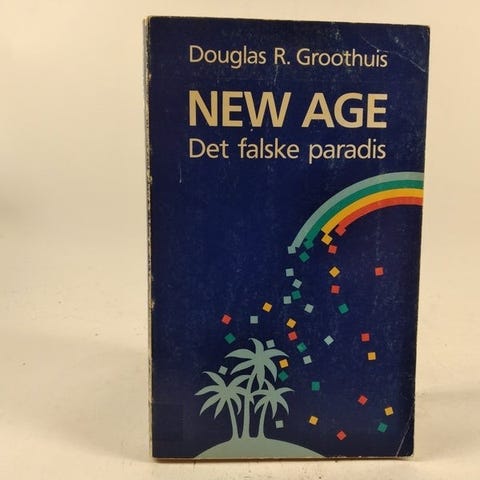 Douglas R. Groothuis
NEW AGE
Det falske paradis